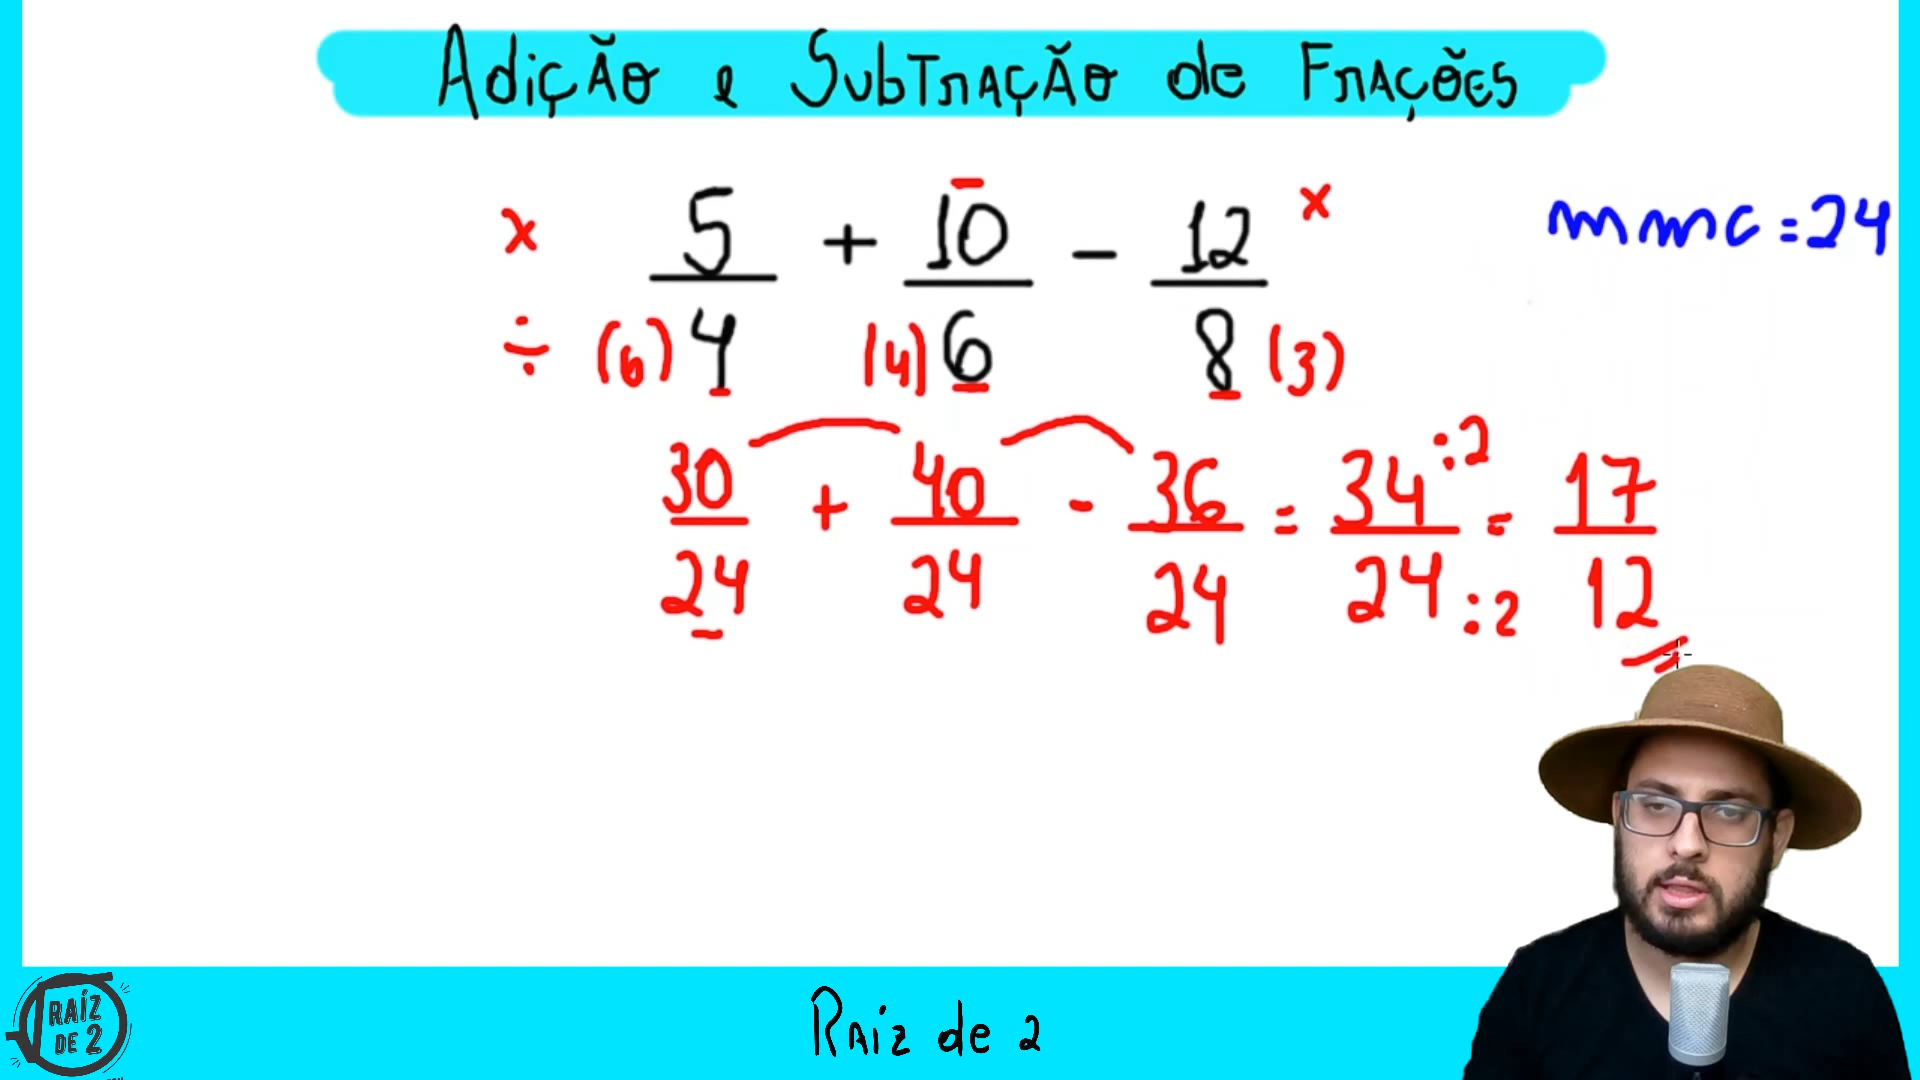 Adição e Subtração de Frações
× 5/4 + 10/6 - 12/8 × mmc = 24
÷ (6) (4) (3)
30/24 + 40/24 - 36/24 = 34:2/24:2 = 17/12
RAÍZ
DE 2
Raiz de 2